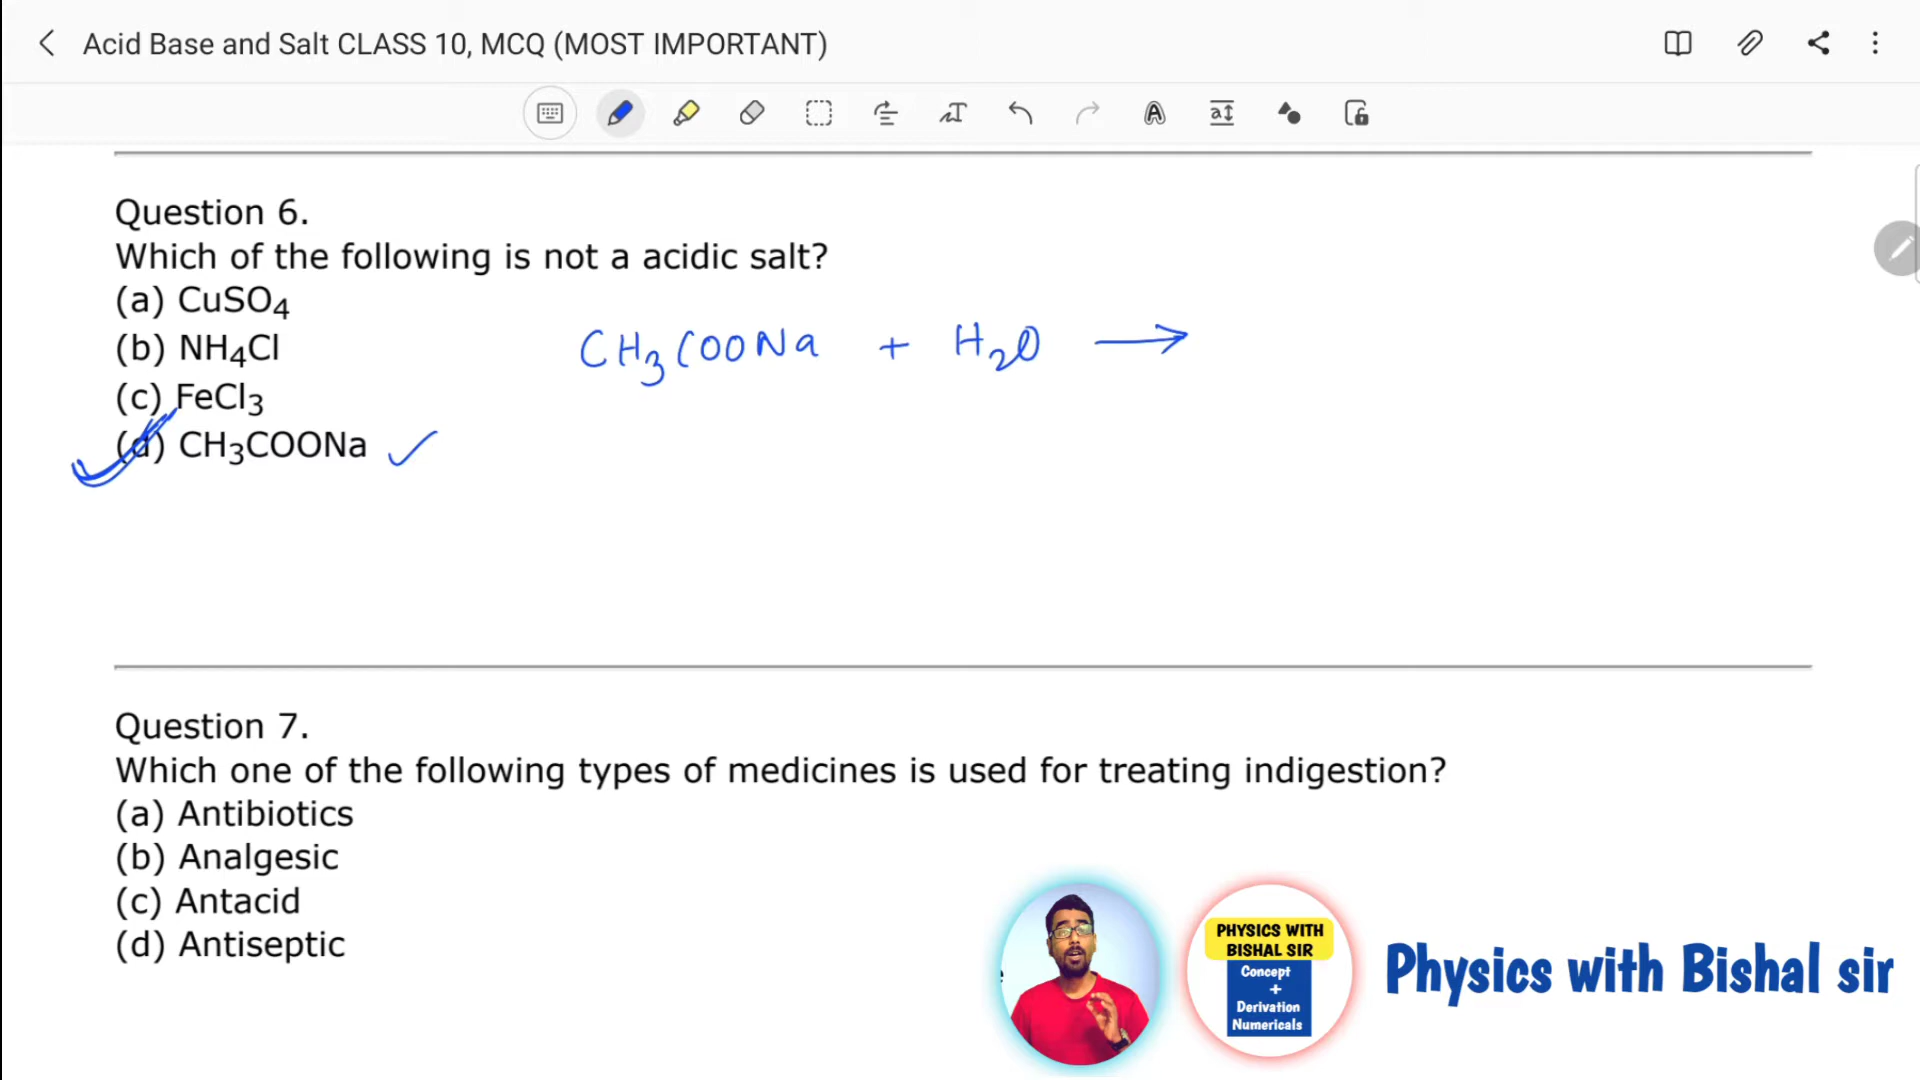 Acid Base and Salt CLASS 10, MCQ (MOST IMPORTANT)
Question 6.
Which of the following is not a acidic salt?
(a) CuSO4
(b) NH4Cl
(c) FeCl3
(d) CH3COONa
CH3COONa + H2O →
Question 7.
Which one of the following types of medicines is used for treating indigestion?
(a) Antibiotics
(b) Analgesic
(c) Antacid
(d) Antiseptic
PHYSICS WITH
BISHAL SIR
Concept
+
Derivation
Numericals
Physics with Bishal sir